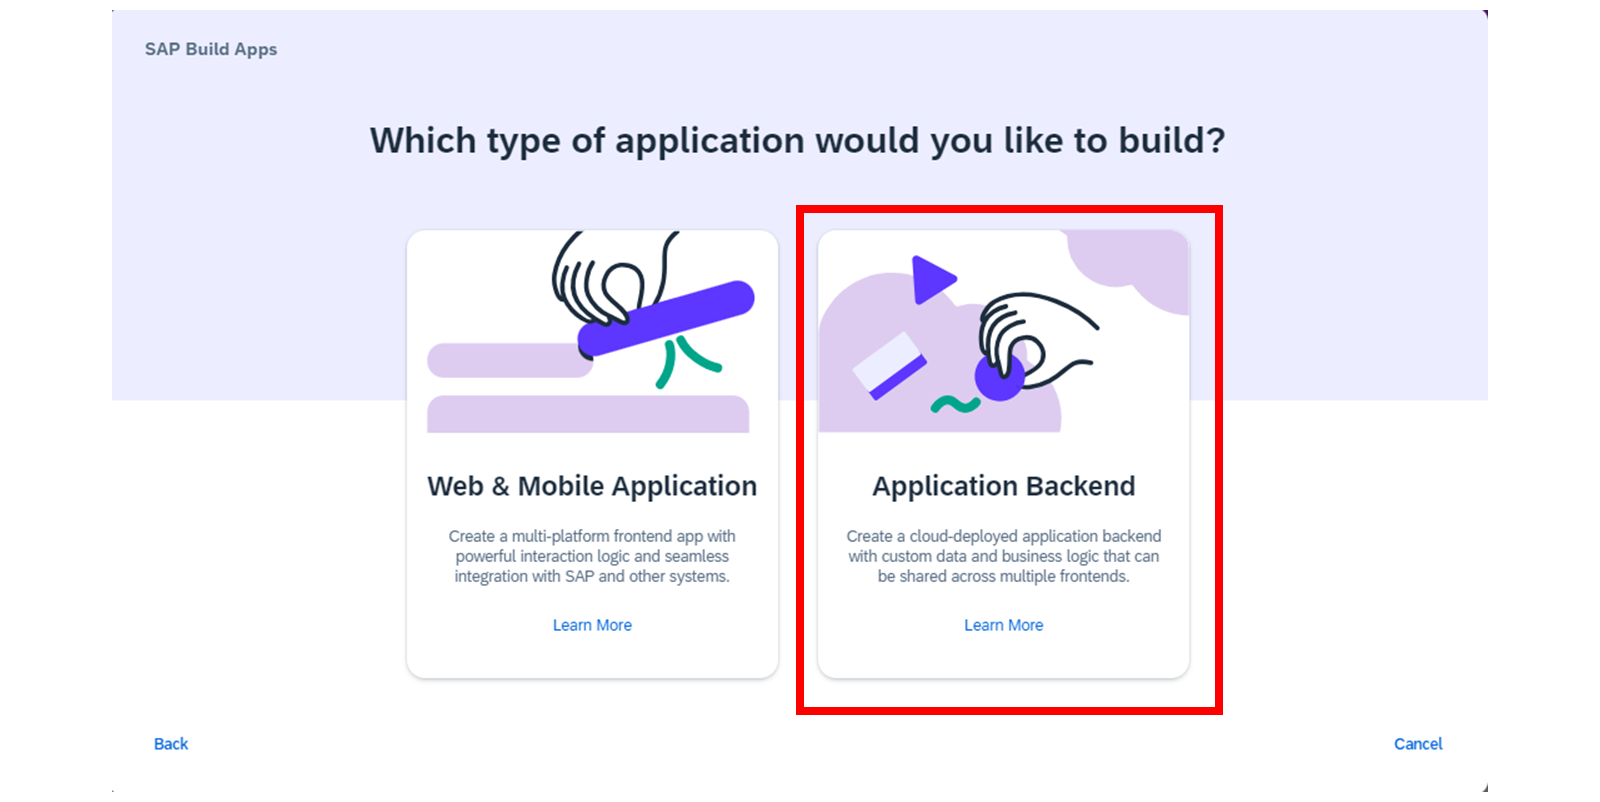 SAP Build Apps
Which type of application would you like to build?
Web & Mobile Application
Create a multi-platform frontend app with
powerful interaction logic and seamless
integration with SAP and other systems.
Learn More
Application Backend
Create a cloud-deployed application backend
with custom data and business logic that can
be shared across multiple frontends.
Learn More
Back
Cancel